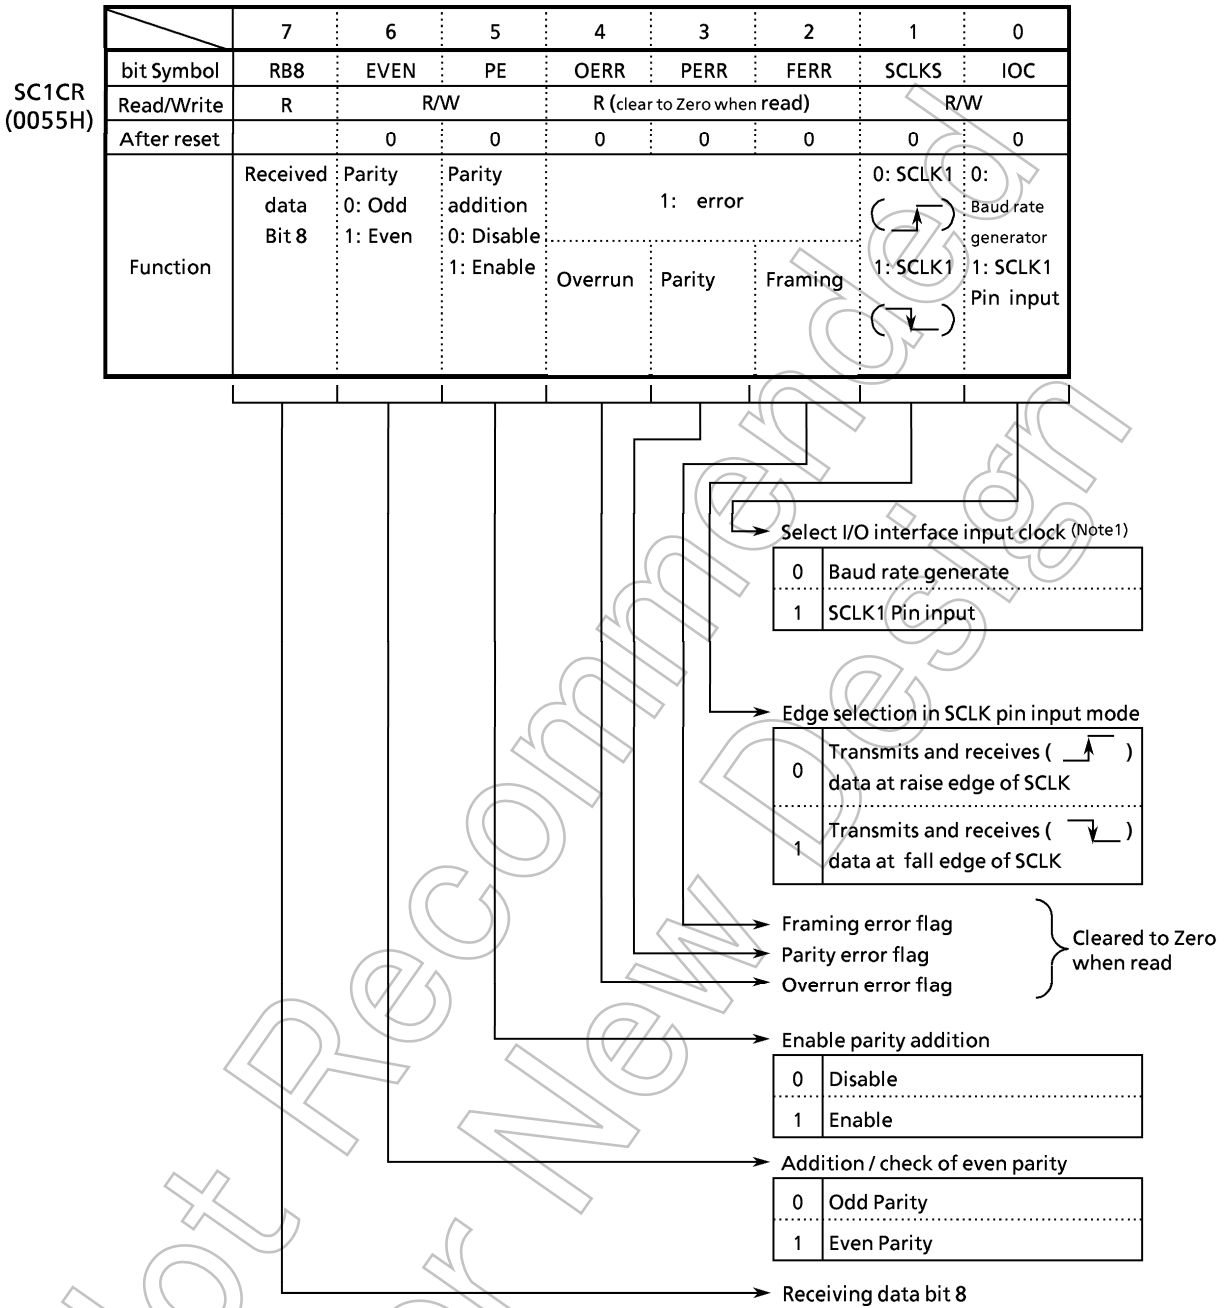 7 6 5 4 3 2 1 0
SC1CR
(0055H)
bit Symbol RB8 EVEN PE OERR PERR FERR SCLKS IOC
Read/Write R R/W R (clear to Zero when read) R/W
After reset 0 0 0 0 0 0 0
Function
Received
data
Bit 8
Parity
0: Odd
1: Even
Parity
addition
0: Disable
1: Enable
1: error
Overrun Parity Framing
0: SCLK1
( )
1: SCLK1
( )
0:
Baud rate
generator
1: SCLK1
Pin input
Select I/O interface input clock (Note1)
0 Baud rate generate
1 SCLK1 Pin input
Edge selection in SCLK pin input mode
0 Transmits and receives ( )
data at raise edge of SCLK
1 Transmits and receives ( )
data at fall edge of SCLK
Framing error flag
Parity error flag
Overrun error flag
Cleared to Zero
when read
Enable parity addition
0 Disable
1 Enable
Addition / check of even parity
0 Odd Parity
1 Even Parity
Receiving data bit 8
Not Recommended
for New Design